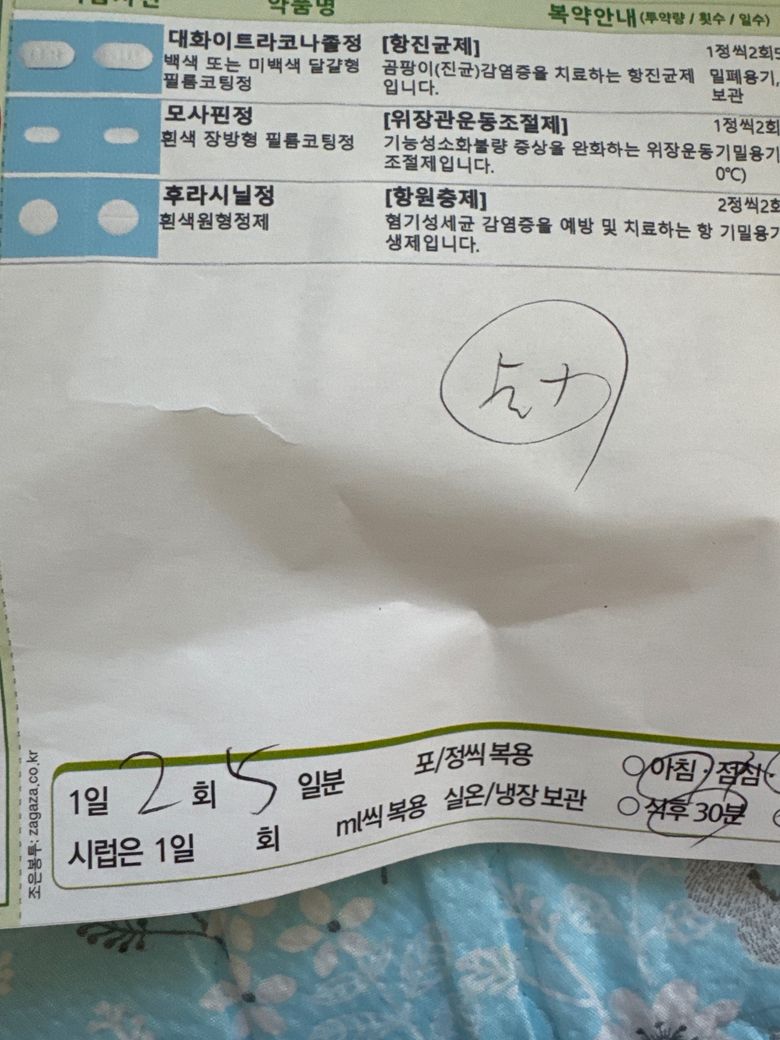 약품명
복약안내 (투약량 / 횟수 / 일수)
대화이트라코나졸정 [항진균제] 1정씩2회5
백색 또는 미백색 달걀형 필름코팅정
곰팡이(진균)감염증을 치료하는 항진균제입니다.
밀폐용기, 보관
모사핀정 [위장관운동조절제] 1정씩2회
흰색 장방형 필름코팅정
기능성소화불량 증상을 완화하는 위장운동조절제입니다.
기밀용기 0℃)
후라시닐정 [항원충제] 2정씩2회
흰색원형정제
혐기성세균 감염증을 예방 및 치료하는 항생제입니다.
기밀용기
1일 2 회 5 일분
포/정씩 복용
아침 · 점심 ·
시럽은 1일 회
ml씩 복용 실온/냉장 보관
식후 30분
조은봉투: zagaza.co.kr